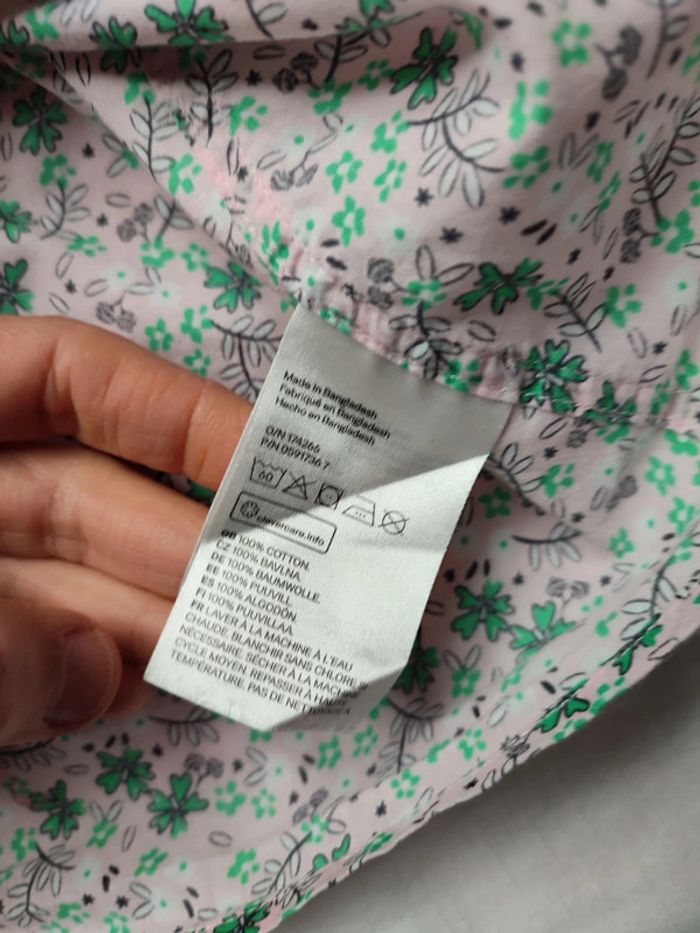 Made in Bangladesh
Fabriqué en Bangladesh
Hecho en Bangladesh
O/N 174266
P/N 0591736 7
60
clevercare.info
GB 100% COTTON.
CZ 100% BAVLNA.
DE 100% BAUMWOLLE.
EE 100% PUUVILL.
ES 100% ALGODÓN.
FI 100% PUUVILLAA.
FR LAVER À LA MACHINE À L'EAU
CHAUDE. BLANCHIR SANS CHLORE SI
NÉCESSAIRE. SÉCHER À LA MACHINE
CYCLE MOYEN. REPASSER À HAUTE
TEMPÉRATURE. PAS DE NETTOYAGE À